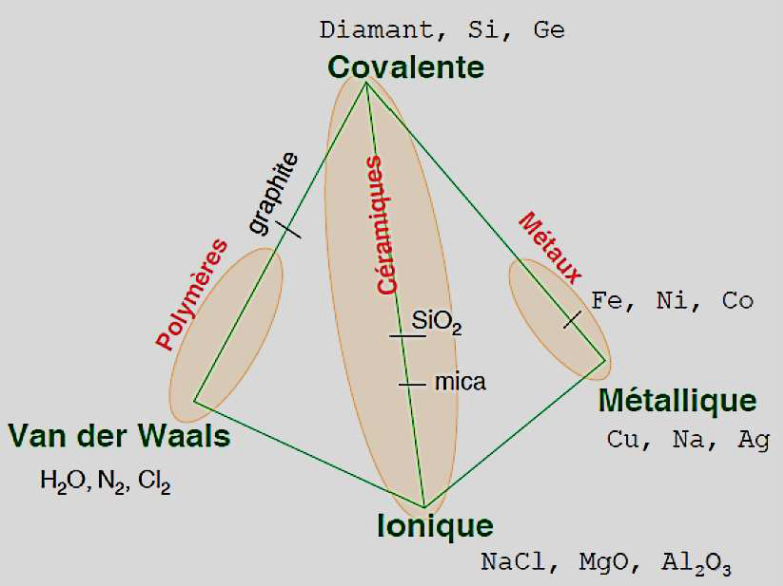 Diamant, Si, Ge
Covalente
graphite
Céramiques
Métaux
Polymères
Fe, Ni, Co
SiO₂
mica
Métallique
Cu, Na, Ag
Van der Waals
H₂O, N₂, Cl₂
Ionique
NaCl, MgO, Al₂O₃